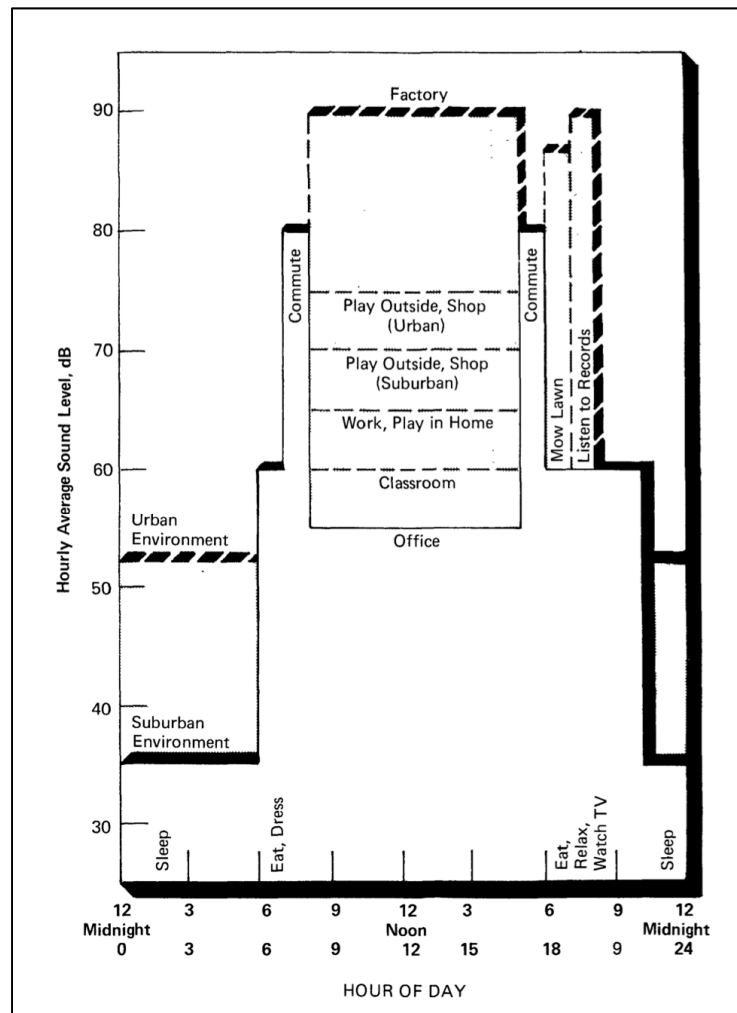 Hourly Average Sound Level, dB
90
80
70
60
50
40
30
Factory
Commute
Commute
Play Outside, Shop
(Urban)
Play Outside, Shop
(Suburban)
Work, Play in Home
Classroom
Office
Mow Lawn
Listen to Records
Urban
Environment
Suburban
Environment
Sleep
Eat, Dress
Eat,
Relax,
Watch TV
Sleep
12 3 6 9 12 3 6 9 12
Midnight Noon Midnight
0 3 6 9 12 15 18 9 24
HOUR OF DAY